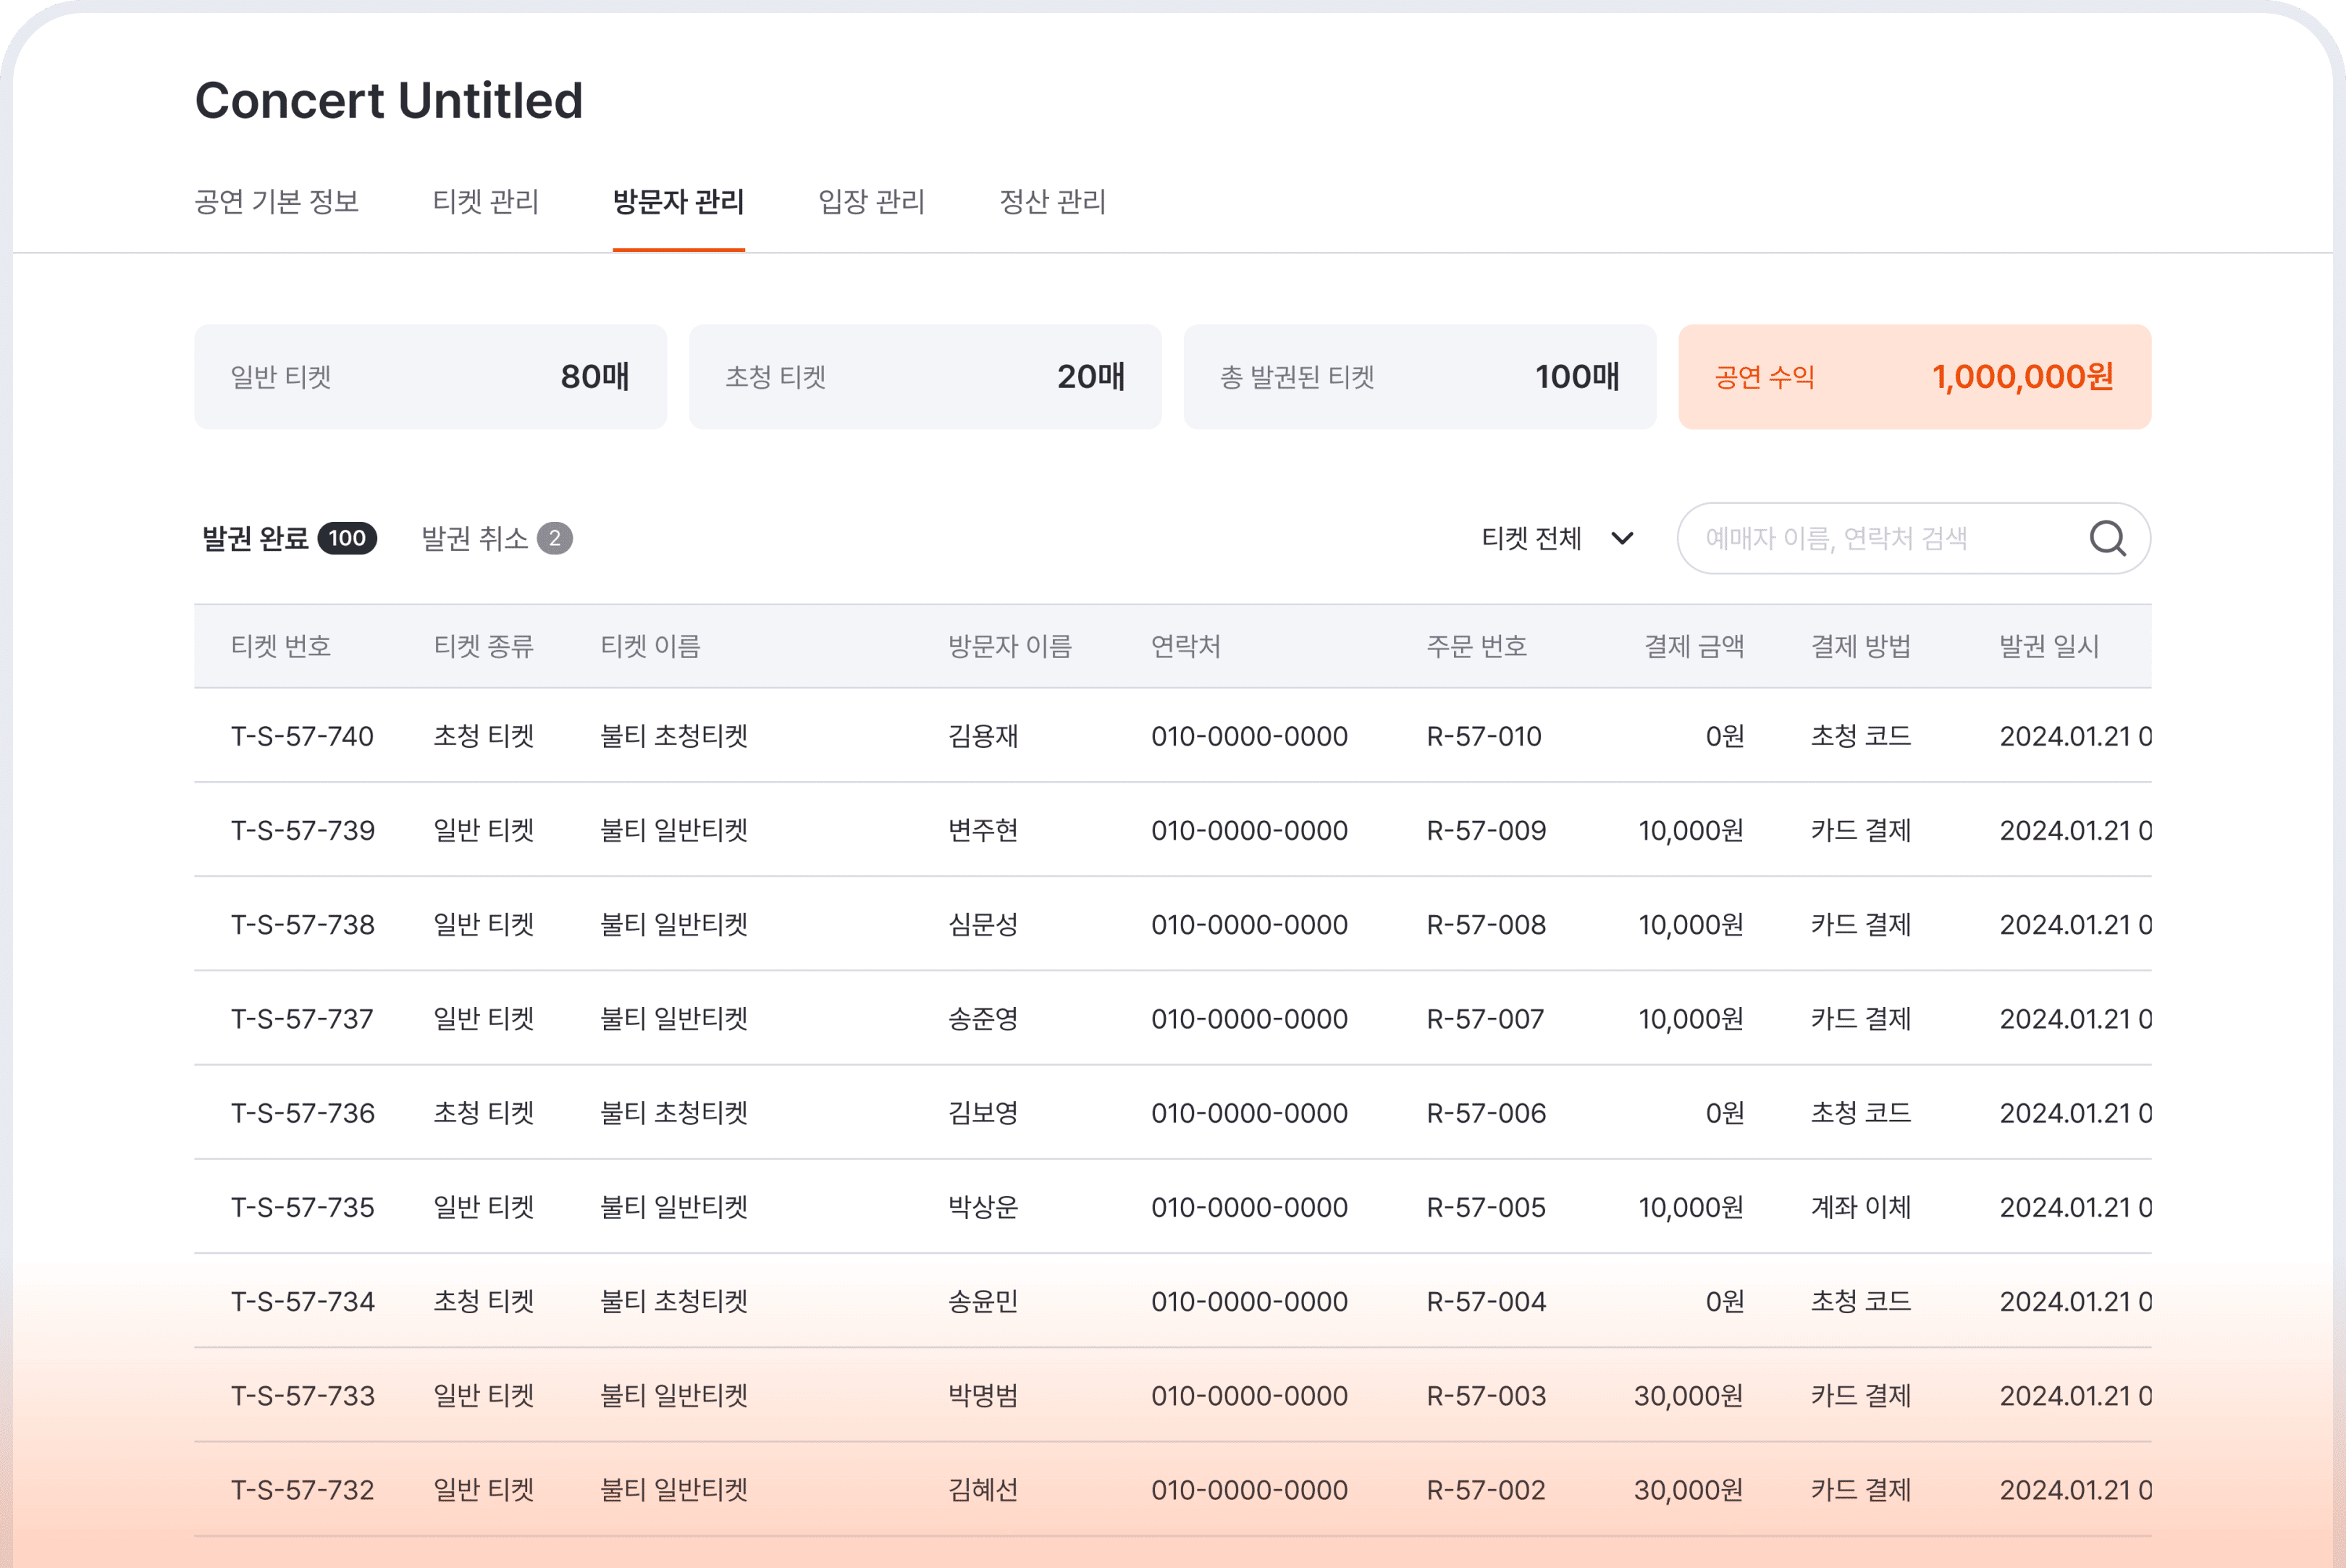 Concert Untitled
공연 기본 정보 티켓 관리 방문자 관리 입장 관리 정산 관리
일반 티켓 80매 초청 티켓 20매 총 발권된 티켓 100매 공연 수익 1,000,000원
발권 완료 100 발권 취소 2 티켓 전체 예매자 이름, 연락처 검색
티켓 번호 티켓 종류 티켓 이름 방문자 이름 연락처 주문 번호 결제 금액 결제 방법 발권 일시
T-S-57-740 초청 티켓 불티 초청티켓 김용재 010-0000-0000 R-57-010 0원 초청 코드 2024.01.21 0
T-S-57-739 일반 티켓 불티 일반티켓 변주현 010-0000-0000 R-57-009 10,000원 카드 결제 2024.01.21 0
T-S-57-738 일반 티켓 불티 일반티켓 심문성 010-0000-0000 R-57-008 10,000원 카드 결제 2024.01.21 0
T-S-57-737 일반 티켓 불티 일반티켓 송준영 010-0000-0000 R-57-007 10,000원 카드 결제 2024.01.21 0
T-S-57-736 초청 티켓 불티 초청티켓 김보영 010-0000-0000 R-57-006 0원 초청 코드 2024.01.21 0
T-S-57-735 일반 티켓 불티 일반티켓 박상운 010-0000-0000 R-57-005 10,000원 계좌 이체 2024.01.21 0
T-S-57-734 초청 티켓 불티 초청티켓 송윤민 010-0000-0000 R-57-004 0원 초청 코드 2024.01.21 0
T-S-57-733 일반 티켓 불티 일반티켓 박명범 010-0000-0000 R-57-003 30,000원 카드 결제 2024.01.21 0
T-S-57-732 일반 티켓 불티 일반티켓 김혜선 010-0000-0000 R-57-002 30,000원 카드 결제 2024.01.21 0